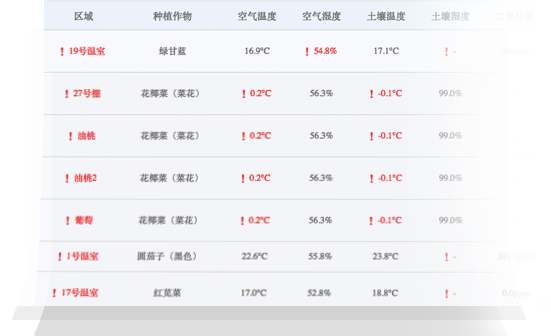 区域 种植作物 空气温度 空气湿度 土壤温度 土壤湿度
! 19号温室 绿甘蓝 16.9°C ! 54.8% 17.1°C ! -
! 27号棚 花椰菜（菜花） ! 0.2°C 56.3% ! -0.1°C 99.0%
! 油桃 花椰菜（菜花） ! 0.2°C 56.3% ! -0.1°C 99.0%
! 油桃2 花椰菜（菜花） ! 0.2°C 56.3% ! -0.1°C 99.0%
! 葡萄 花椰菜（菜花） ! 0.2°C 56.3% ! -0.1°C 99.0%
! 1号温室 圆茄子（黑色） 22.6°C 55.8% 23.8°C ! -
! 17号温室 红苋菜 17.0°C 52.8% 18.8°C ! - 0.0ppm